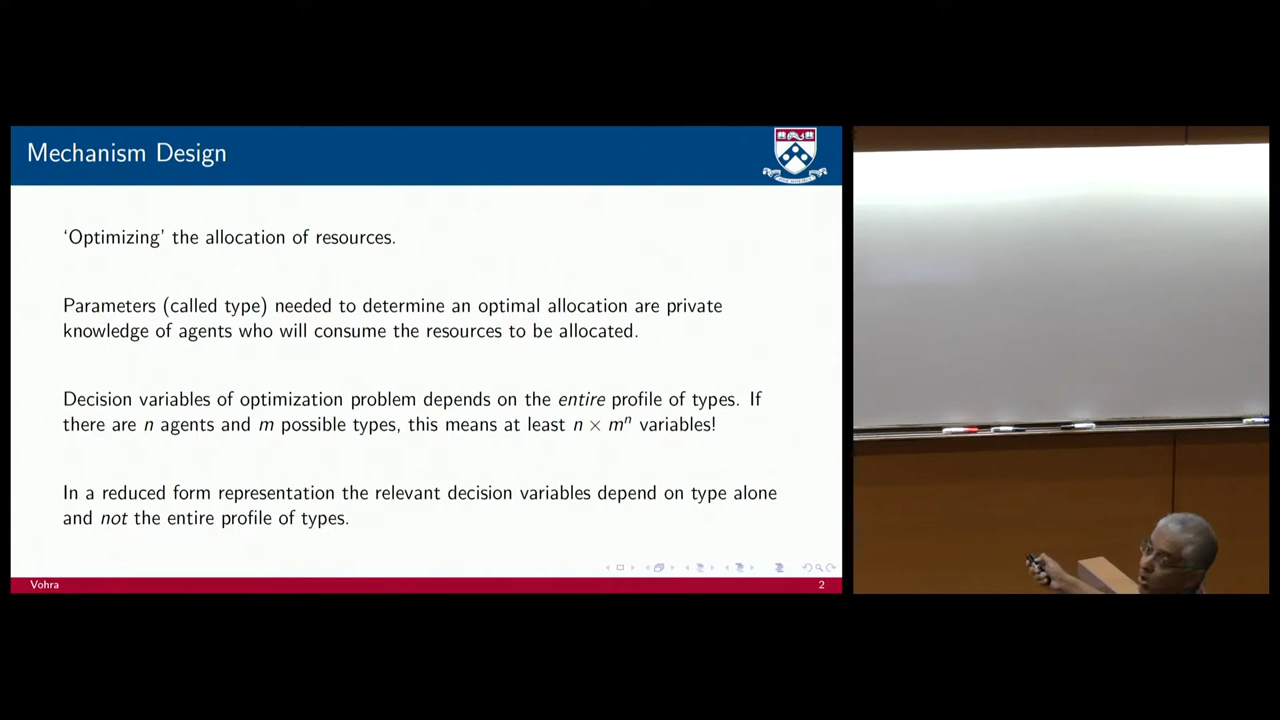 Mechanism Design
‘Optimizing’ the allocation of resources.
Parameters (called type) needed to determine an optimal allocation are private
knowledge of agents who will consume the resources to be allocated.
Decision variables of optimization problem depends on the entire profile of types. If
there are n agents and m possible types, this means at least n × mⁿ variables!
In a reduced form representation the relevant decision variables depend on type alone
and not the entire profile of types.
Vohra
2